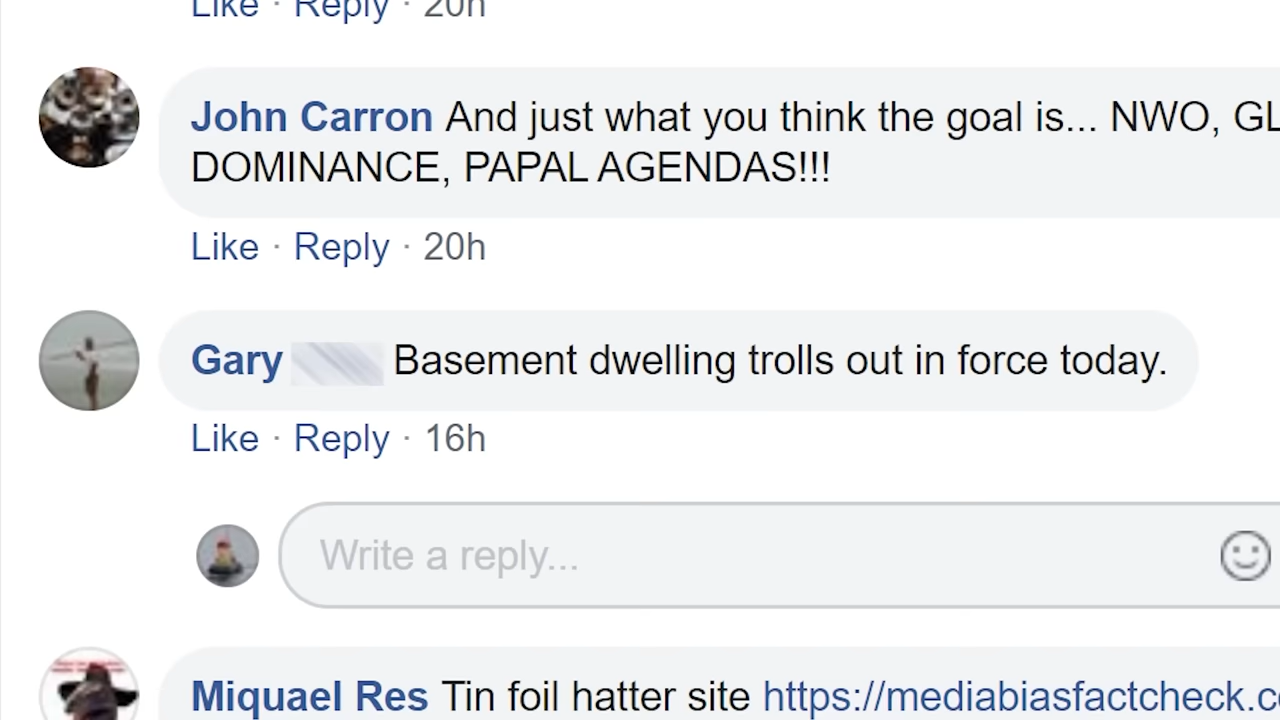 Like · Reply · 20h
John Carron And just what you think the goal is... NWO, GL
DOMINANCE, PAPAL AGENDAS!!!
Like · Reply · 20h
Gary Basement dwelling trolls out in force today.
Like · Reply · 16h
Write a reply...
Miquael Res Tin foil hatter site https://mediabiasfactcheck.c